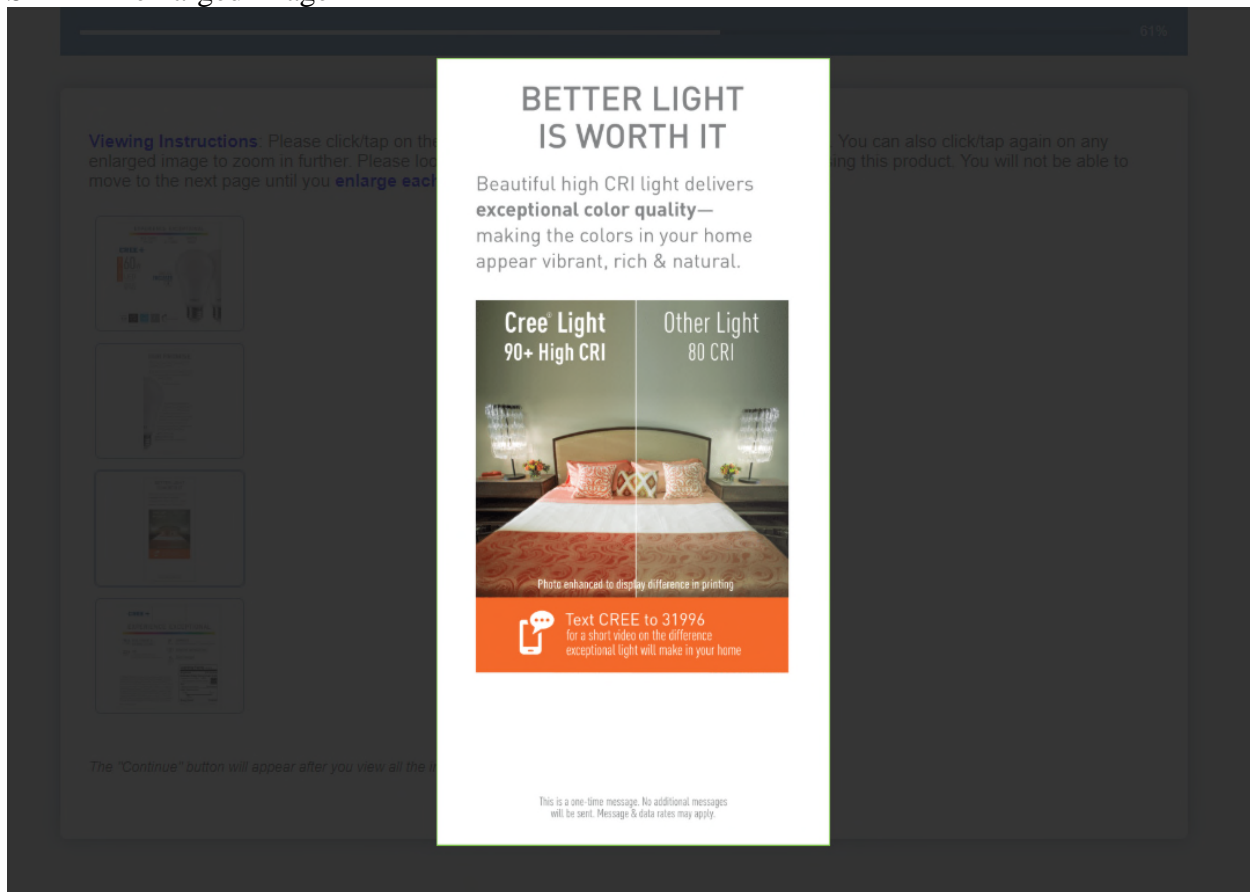 61%
Viewing Instructions: Please click/tap on the
. You can also click/tap again on any
enlarged image to zoom in further. Please
ing this product. You will not be able to
move to the next page until you enlarge each
BETTER LIGHT
IS WORTH IT
Beautiful high CRI light delivers
exceptional color quality—
making the colors in your home
appear vibrant, rich & natural.
Cree® Light
90+ High CRI
Other Light
80 CRI
Photo enhanced to display difference in printing
Text CREE to 31996
for a short video on the difference
exceptional light will make in your home
This is a one-time message. No additional messages
will be sent. Message & data rates may apply.
The "Continue" button will appear after you view all the